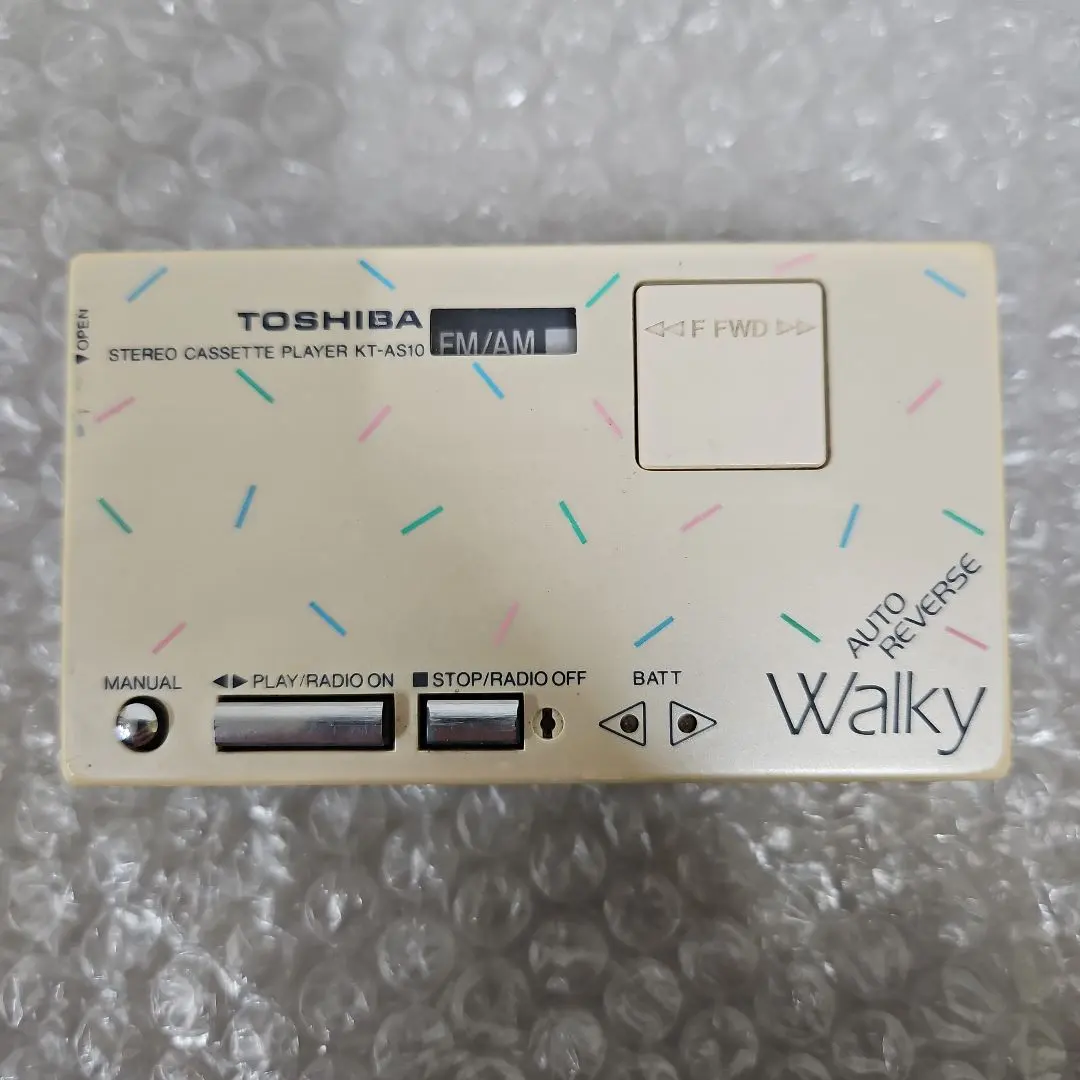 ▼OPEN
TOSHIBA
FM/AM
STEREO CASSETTE PLAYER KT-AS10
◁◁ F FWD ▷▷
AUTO
REVERSE
MANUAL
◀▶ PLAY/RADIO ON
■ STOP/RADIO OFF
BATT
Walky